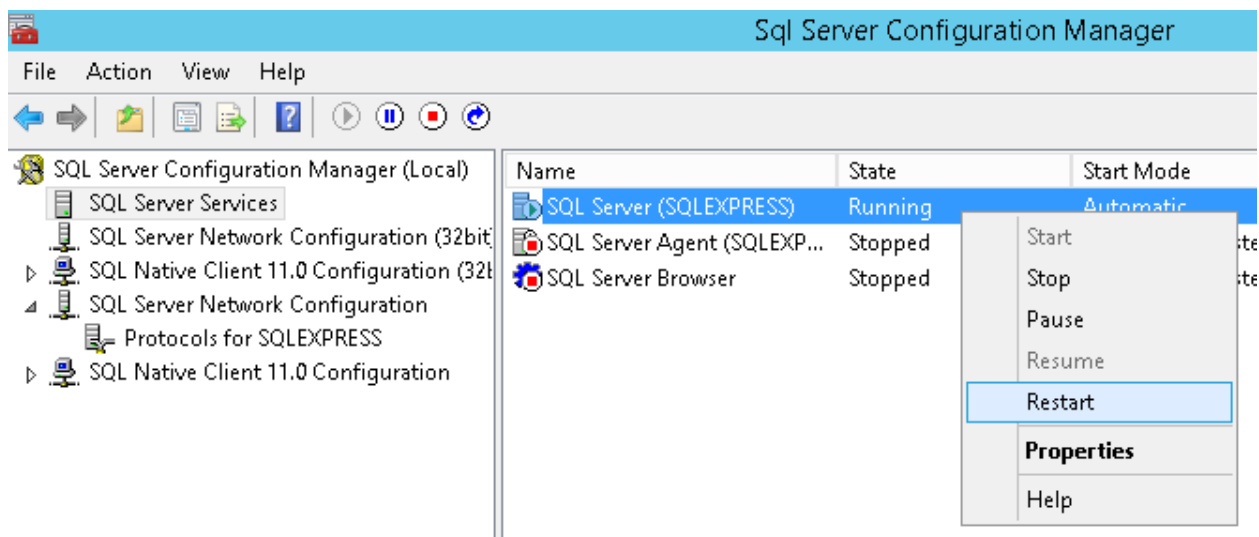 Sql Server Configuration Manager
File Action View Help
SQL Server Configuration Manager (Local)
SQL Server Services
SQL Server Network Configuration (32bit
SQL Native Client 11.0 Configuration (32b
SQL Server Network Configuration
Protocols for SQLEXPRESS
SQL Native Client 11.0 Configuration
Name State Start Mode
SQL Server (SQLEXPRESS) Running Automatic
SQL Server Agent (SQLEXP... Stopped
SQL Server Browser Stopped
Start
Stop
Pause
Resume
Restart
Properties
Help